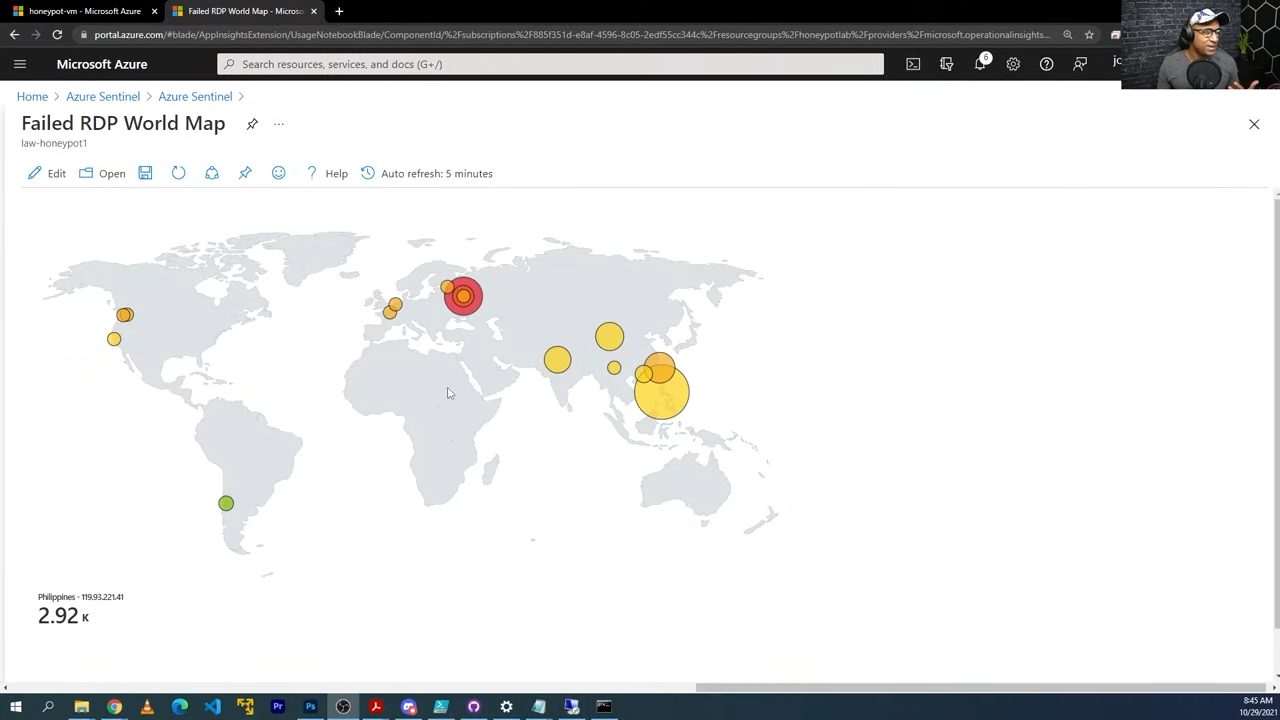 honeypot-vm - Microsoft Azure
Failed RDP World Map - Micros
portal.azure.com/#blade/AppInsightsExtension/UsageNotebookBlade/ComponentId/%2Fsubscriptions%2F885f351d-e8af-4596-8c05-2edf55cc344c%2Fresourcegroups%2Fhoneypotlab%2Fproviders%2Fmicrosoft.operationalinsights...
Microsoft Azure
Search resources, services, and docs (G+/)
6
Home > Azure Sentinel > Azure Sentinel >
Failed RDP World Map
law-honeypot1
Edit
Open
Help
Auto refresh: 5 minutes
Philippines - 119.93.221.41
2.92 K
Pr
Ps
8:45 AM
10/29/2021